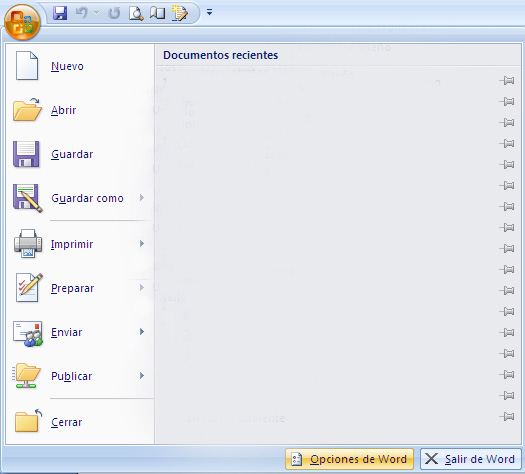 Documentos recientes
Nuevo
Abrir
Guardar
Guardar como
Imprimir
Preparar
Enviar
Publicar
Cerrar
Opciones de Word
Salir de Word